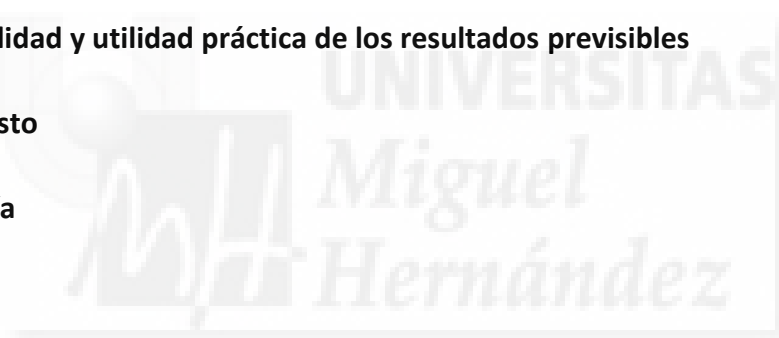 lidad y utilidad práctica de los resultados previsibles
UNIVERSITAS
sto
Miguel
a
Hernández